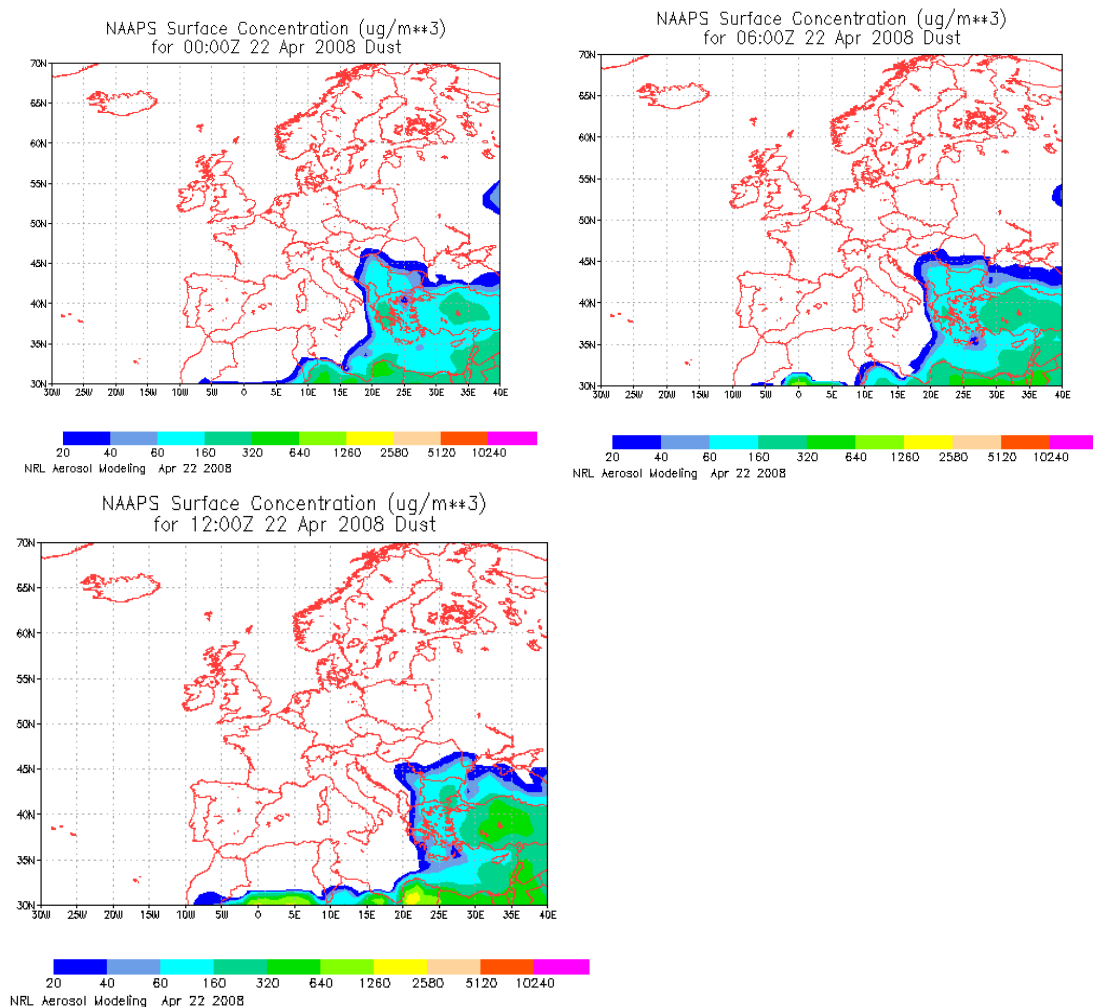 NAAPS Surface Concentration (ug/m**3)
for 00:00Z 22 Apr 2008 Dust
70N
65N
60N
55N
50N
45N
40N
35N
30N
30W 25W 20W 15W 10W 5W 0 5E 10E 15E 20E 25E 30E 35E 40E
20 40 60 160 320 640 1260 2580 5120 10240
NRL Aerosol Modeling Apr 22 2008
NAAPS Surface Concentration (ug/m**3)
for 06:00Z 22 Apr 2008 Dust
70N
65N
60N
55N
50N
45N
40N
35N
30N
30W 25W 20W 15W 10W 5W 0 5E 10E 15E 20E 25E 30E 35E 40E
20 40 60 160 320 640 1260 2580 5120 10240
NRL Aerosol Modeling Apr 22 2008
NAAPS Surface Concentration (ug/m**3)
for 12:00Z 22 Apr 2008 Dust
70N
65N
60N
55N
50N
45N
40N
35N
30N
30W 25W 20W 15W 10W 5W 0 5E 10E 15E 20E 25E 30E 35E 40E
20 40 60 160 320 640 1260 2580 5120 10240
NRL Aerosol Modeling Apr 22 2008